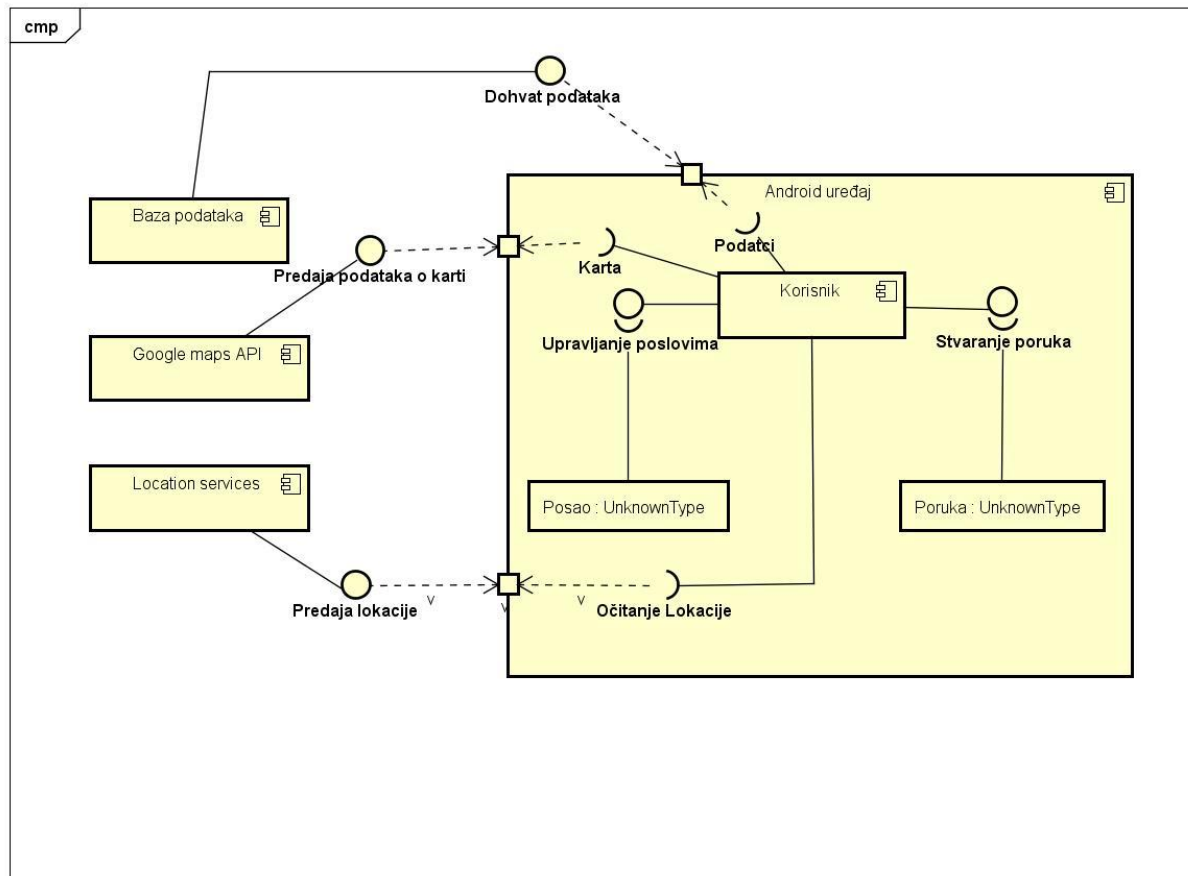 cmp
Dohvat podataka
Android uređaj
Baza podataka
Podatci
Predaja podataka o karti
Karta
Korisnik
Upravljanje poslovima
Stvaranje poruka
Google maps API
Location services
Posao : UnknownType
Poruka : UnknownType
Predaja lokacije
Očitanje Lokacije